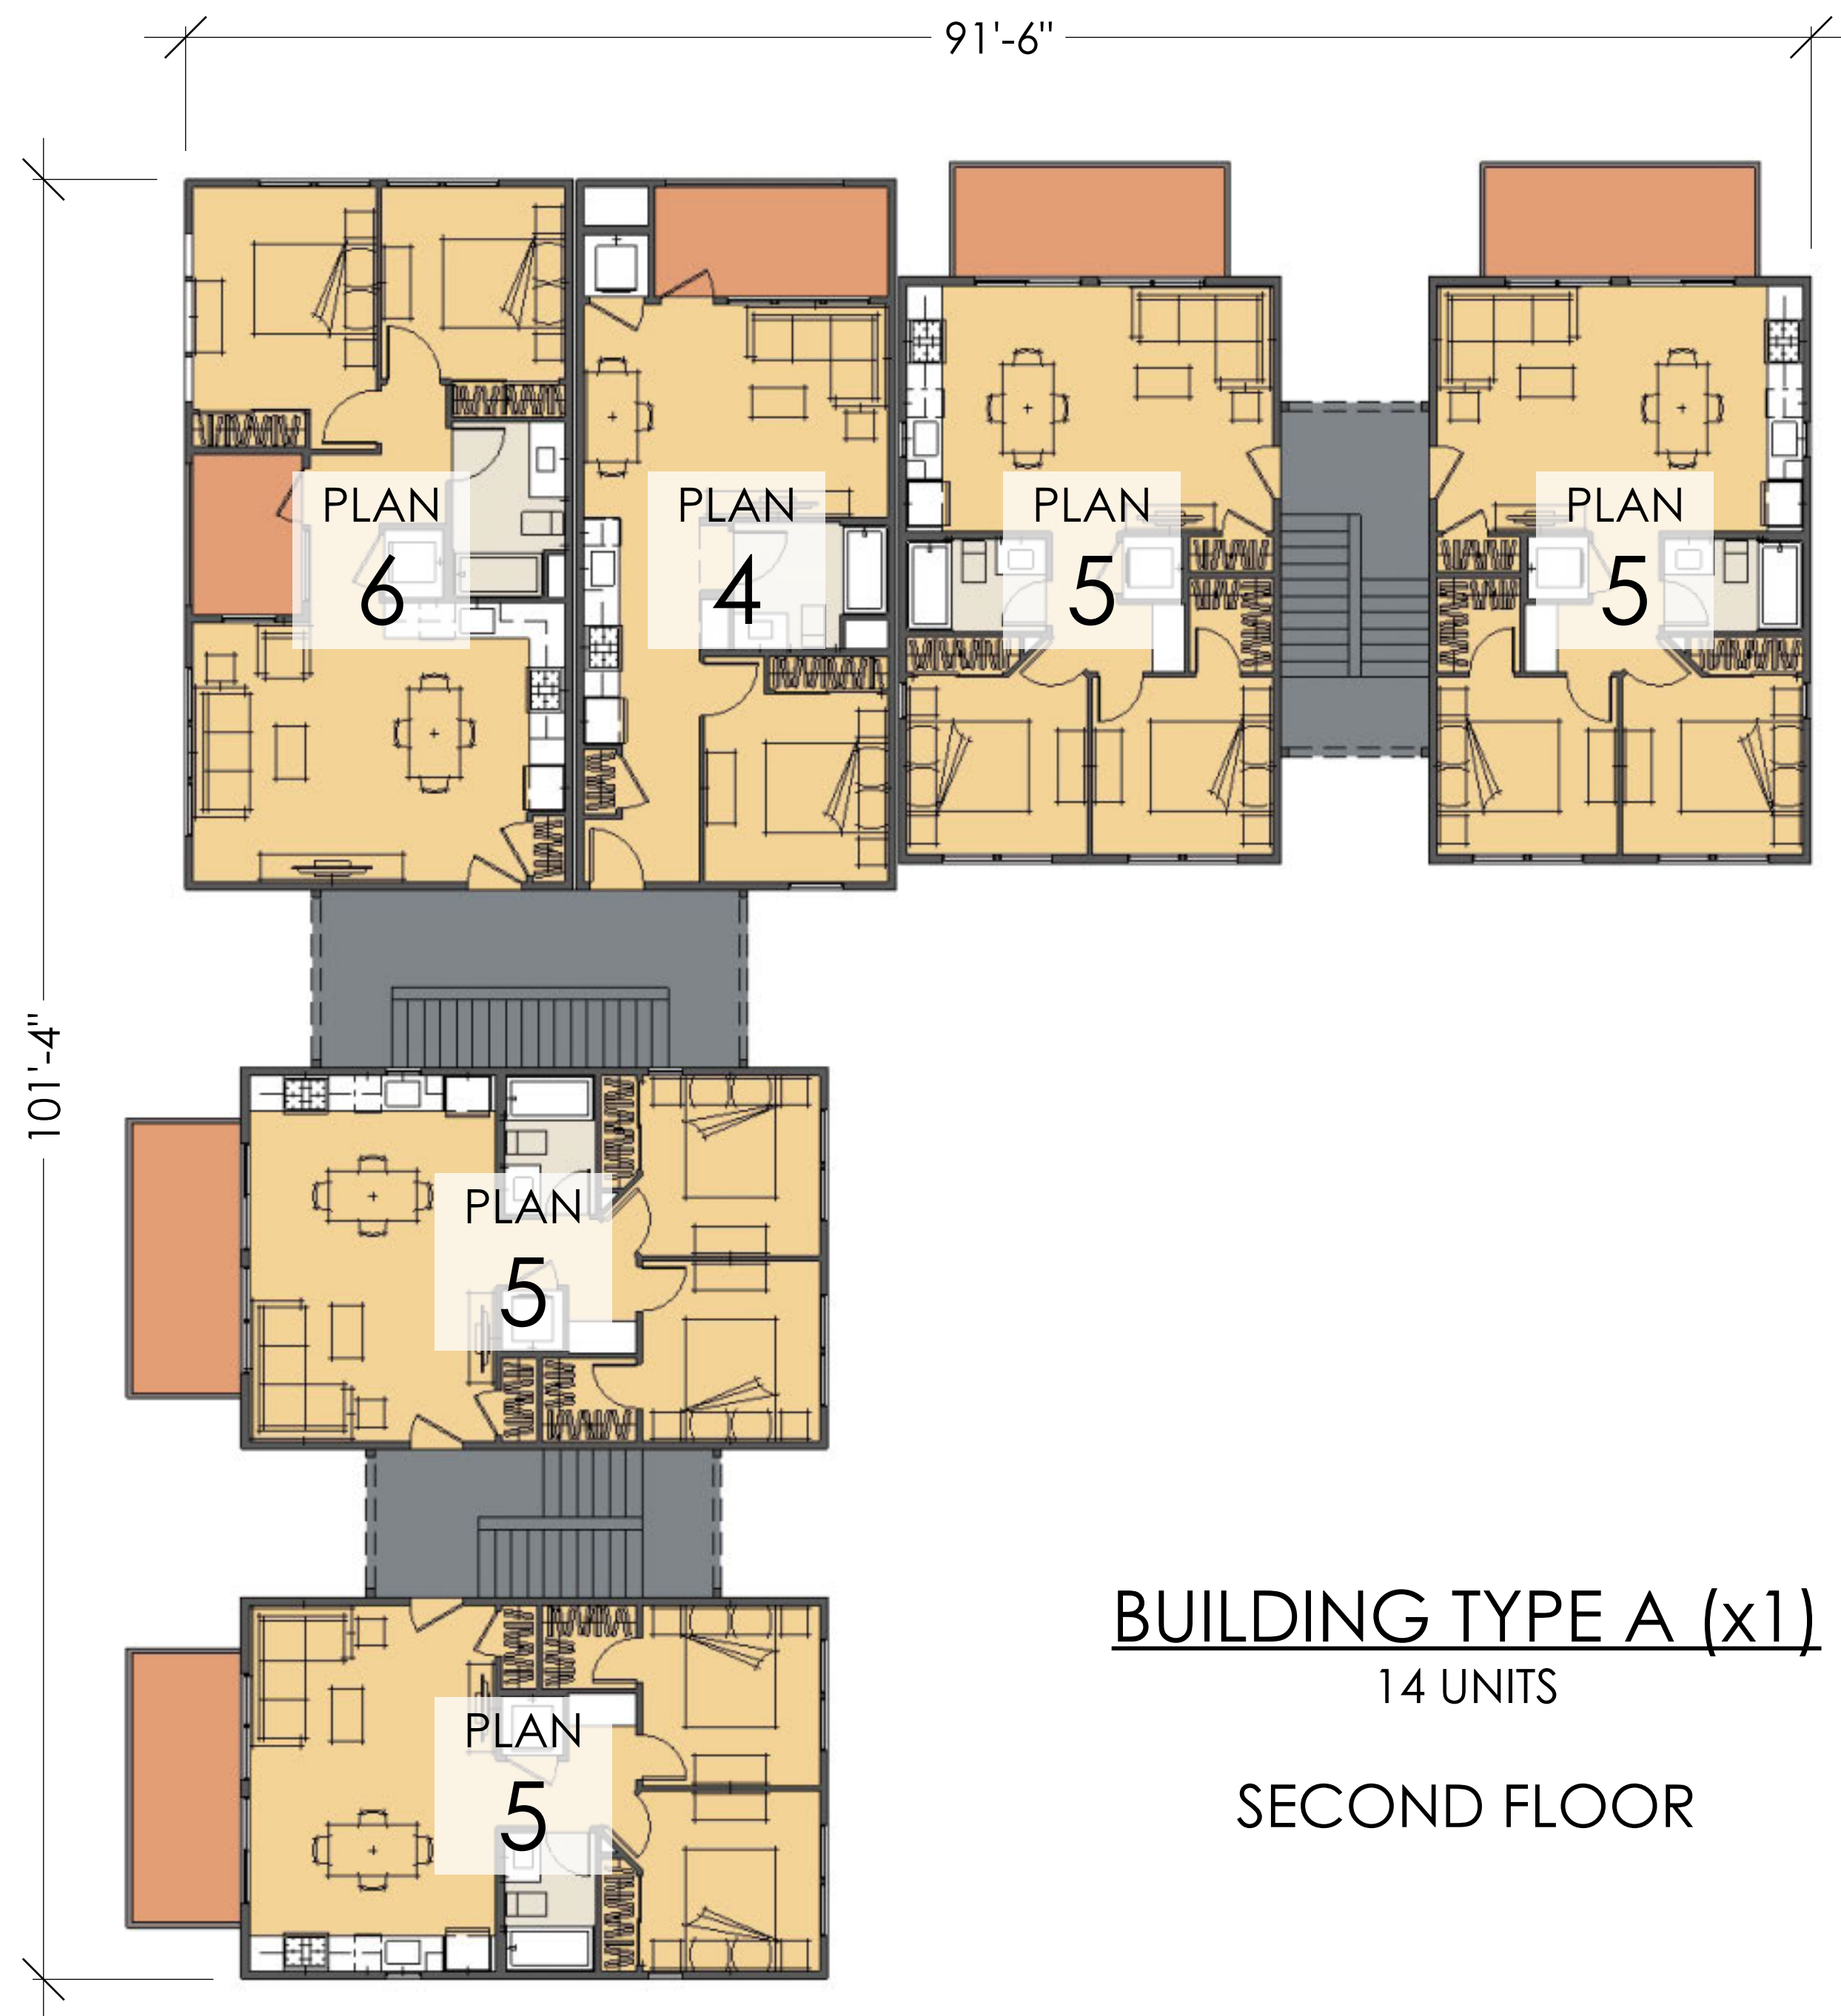 91'-6"
101'-4"
PLAN
6
PLAN
4
PLAN
5
PLAN
5
PLAN
5
PLAN
5
BUILDING TYPE A (x1)
14 UNITS
SECOND FLOOR